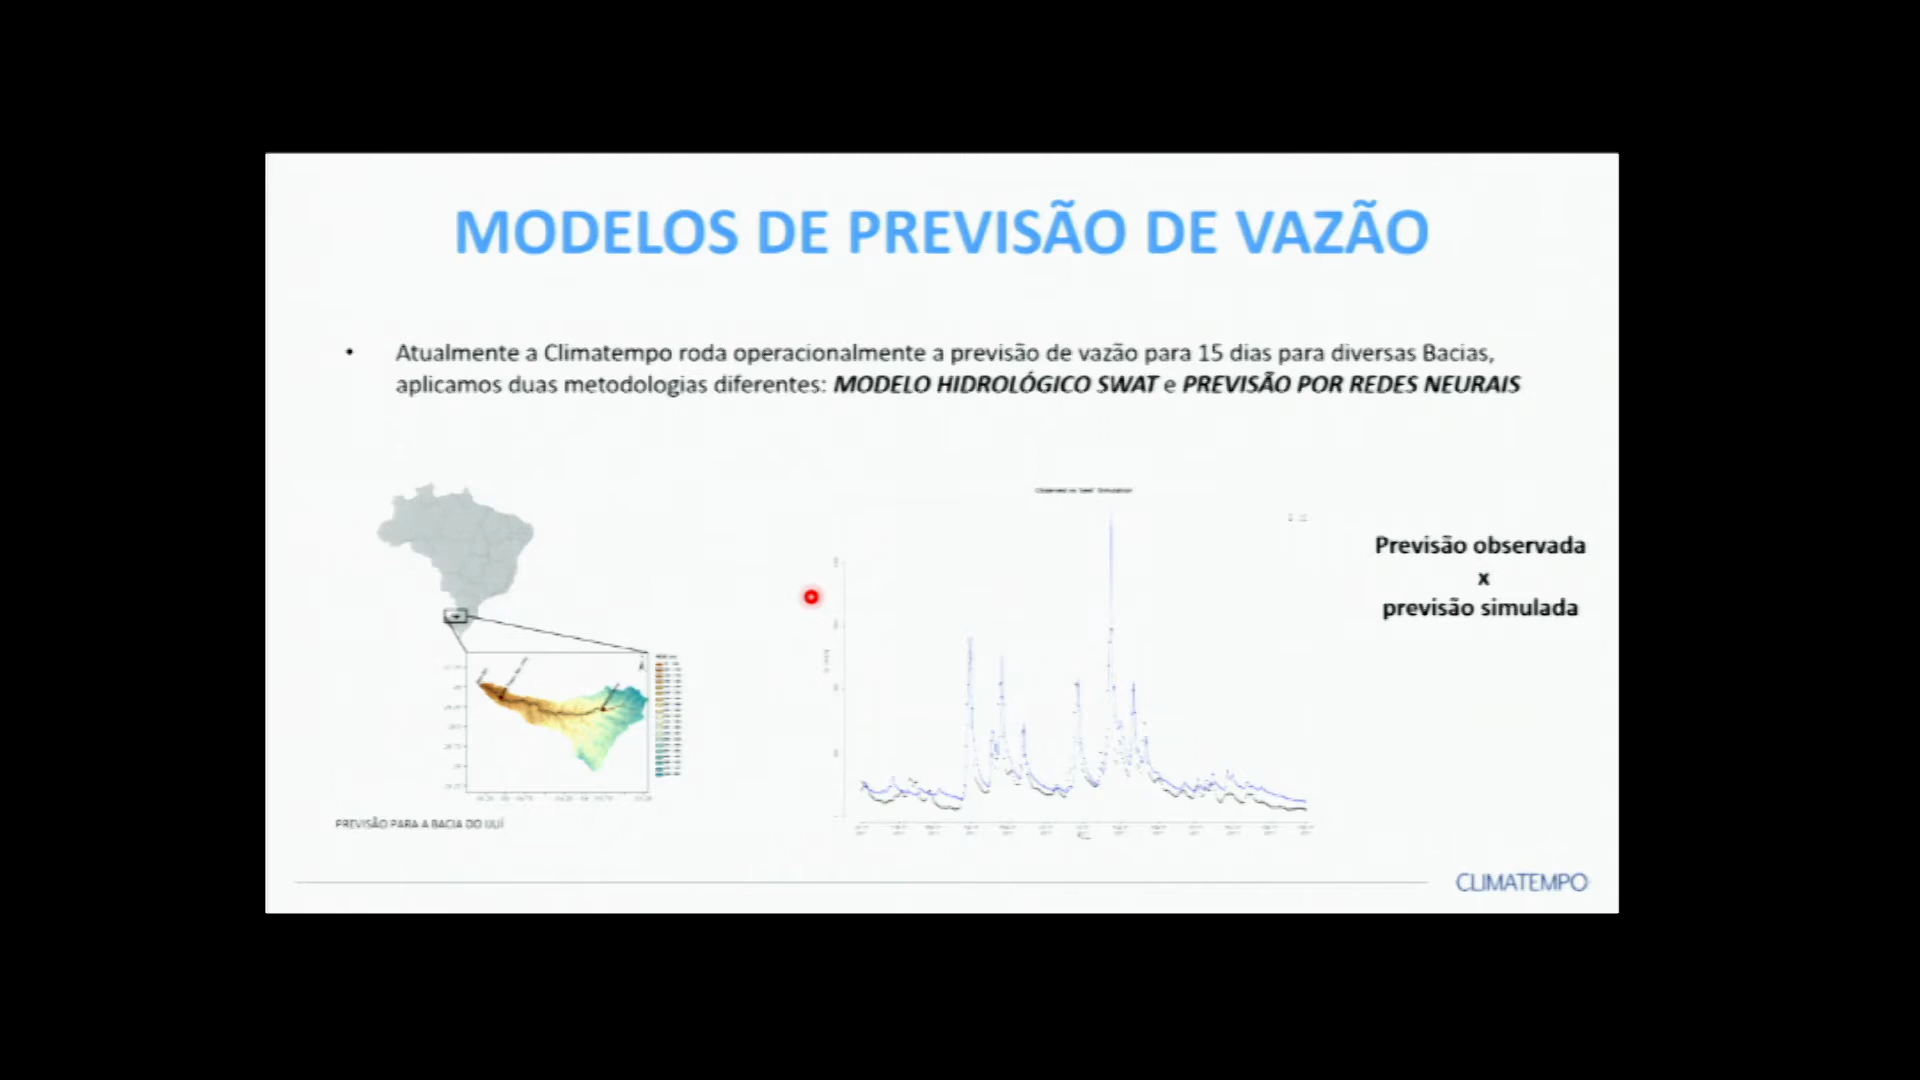 MODELOS DE PREVISÃO DE VAZÃO
• Atualmente a Climatempo roda operacionalmente a previsão de vazão para 15 dias para diversas Bacias,
aplicamos duas metodologias diferentes: MODELO HIDROLÓGICO SWAT e PREVISÃO POR REDES NEURAIS
Previsão observada
x
previsão simulada
PREVISÃO PARA A BACIA DO
CLIMATEMPO